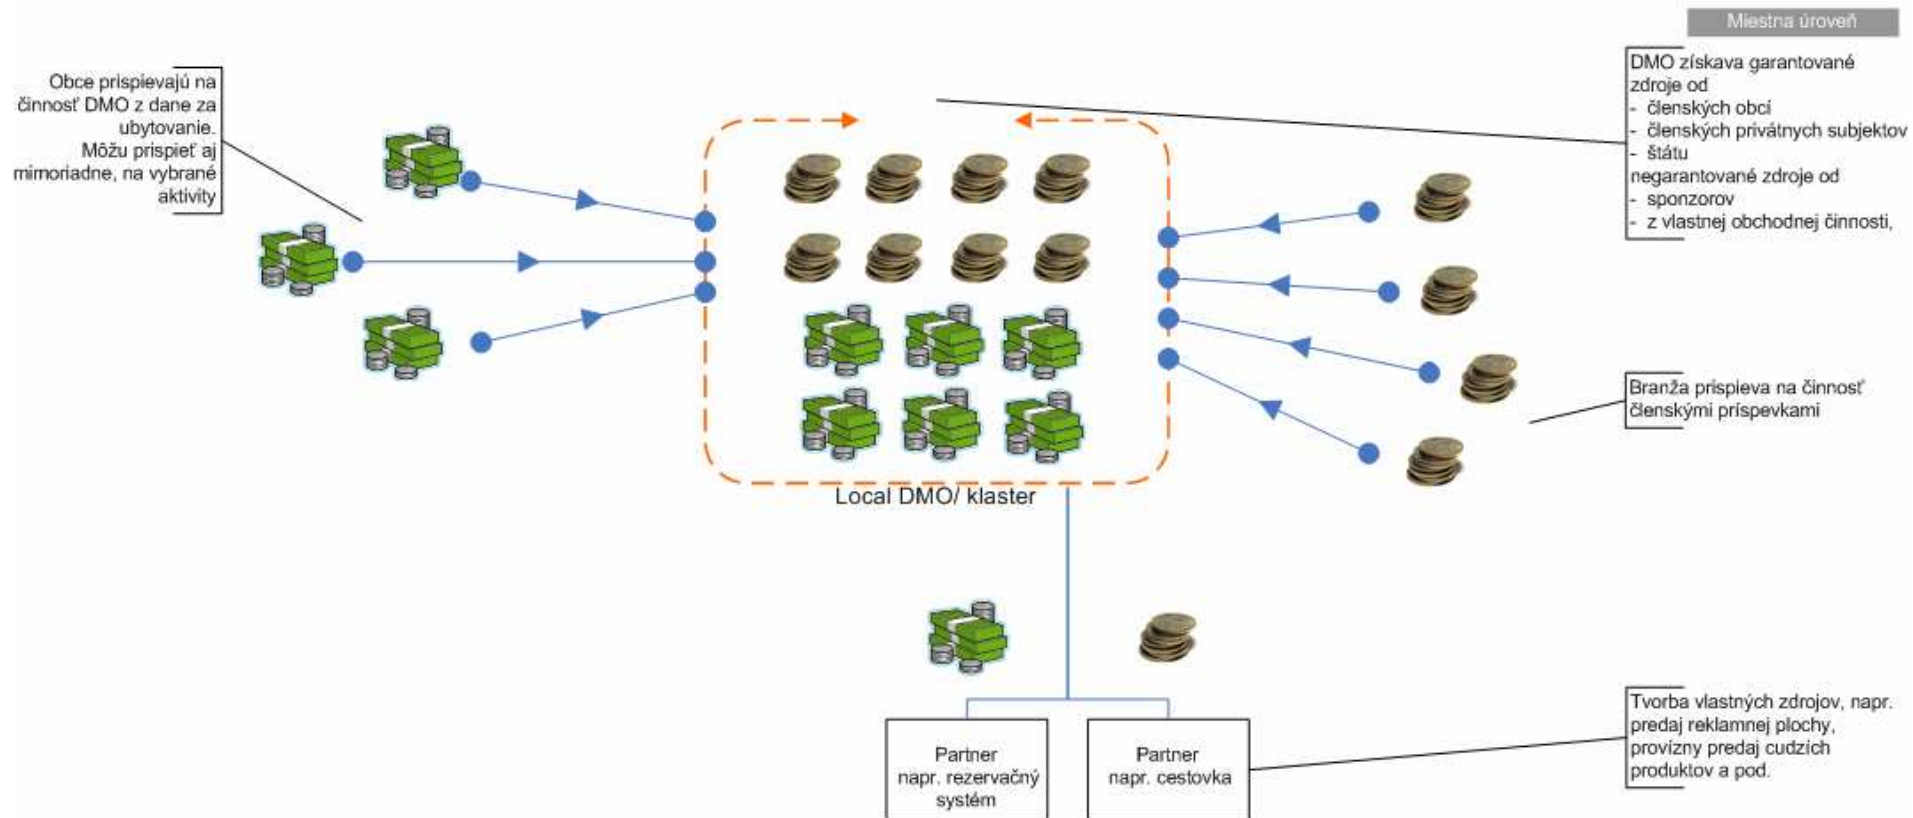 Miestna úroveň
Obce prispievajú na
činnosť DMO z dane za
ubytovanie.
Môžu prispieť aj
mimoriadne, na vybrané
aktivity
DMO získava garantované
zdroje od
- členských obcí
- členských privátnych subjektov
- štátu
negarantované zdroje od
- sponzorov
- z vlastnej obchodnej činnosti,
Branža prispieva na činnosť
členskými príspevkami
Local DMO/ klaster
Partner
napr. rezervačný
systém
Partner
napr. cestovka
Tvorba vlastných zdrojov, napr.
predaj reklamnej plochy,
provízny predaj cudzích
produktov a pod.